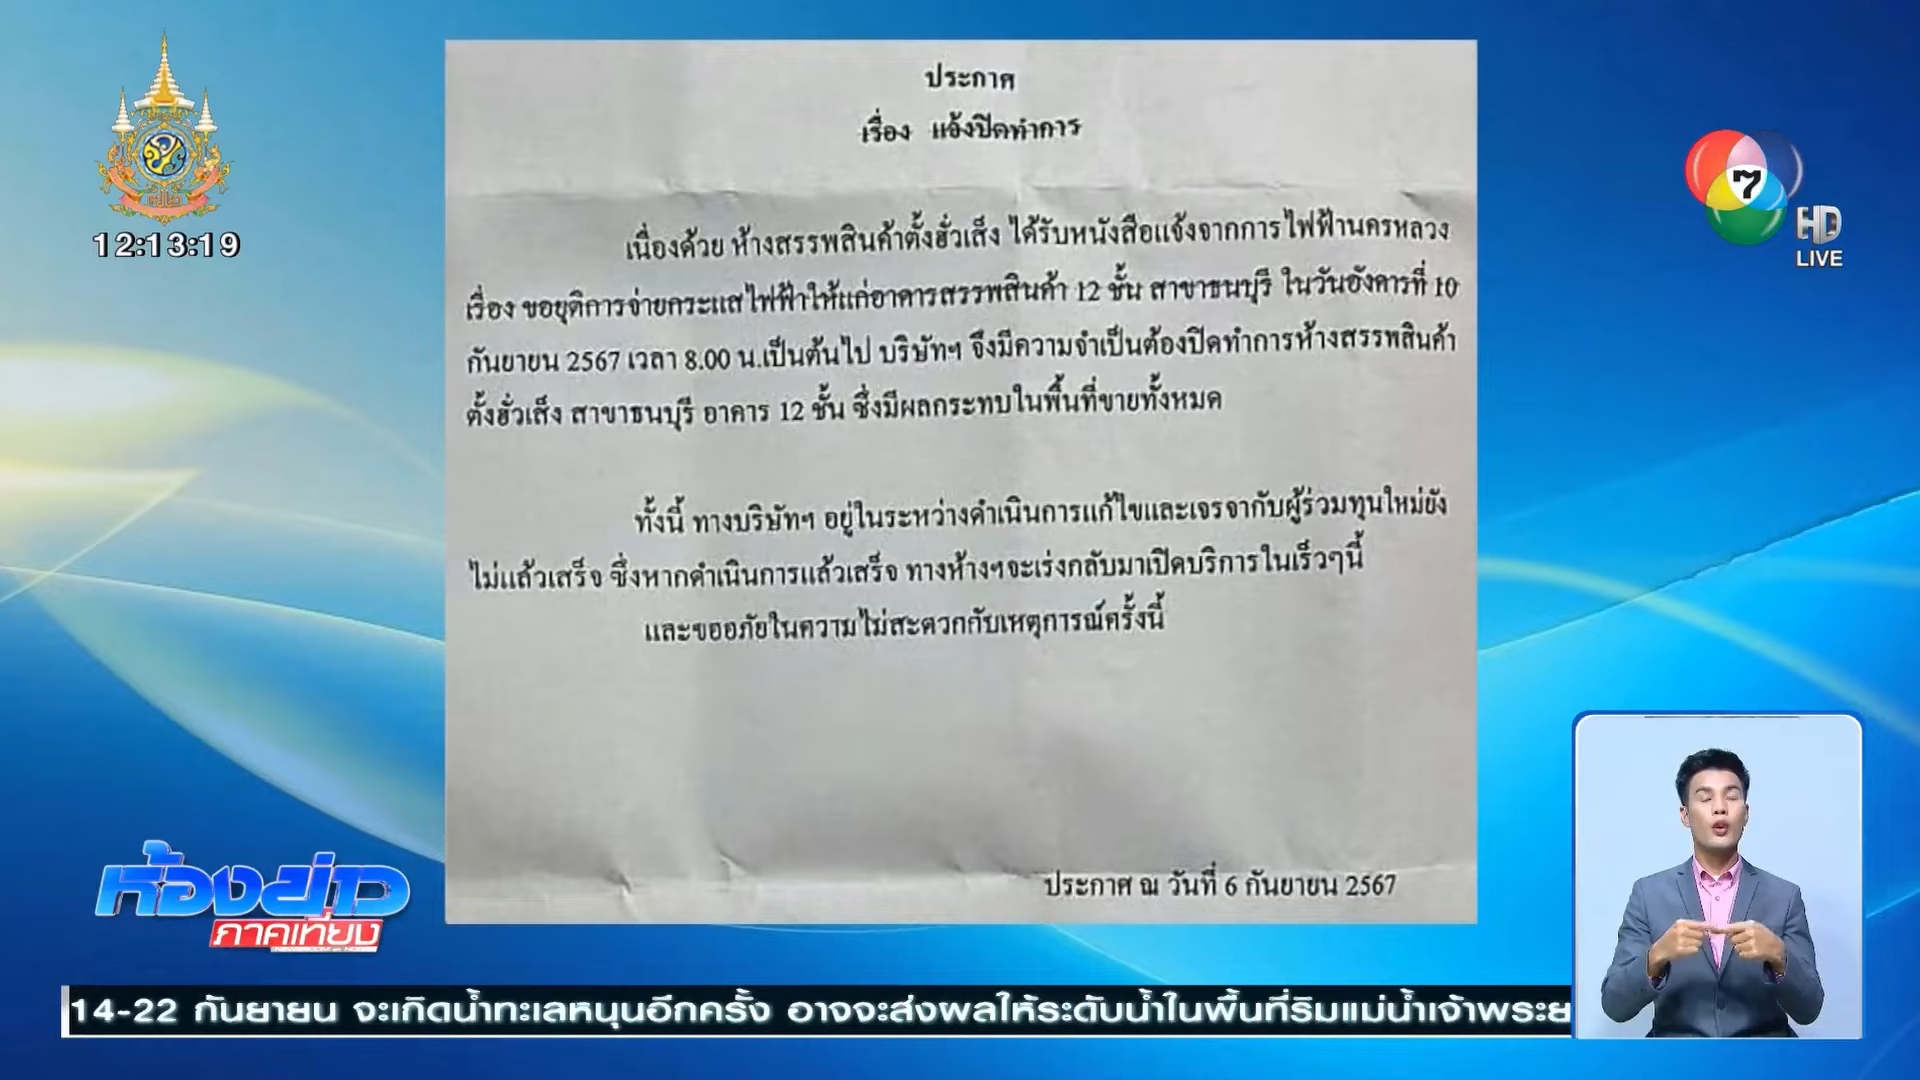 ประกาศ
เรื่อง แจ้งปิดทำการ
เนื่องด้วย ห้างสรรพสินค้าตั้งฮั่วเส็ง ได้รับหนังสือแจ้งจากการไฟฟ้านครหลวง
เรื่อง ขอยุติการจ่ายกระแสไฟฟ้าให้แก่อาคารสรรพสินค้า 12 ชั้น สาขาธนบุรี ในวันอังคารที่ 10
กันยายน 2567 เวลา 8.00 น.เป็นต้นไป บริษัทฯ จึงมีความจำเป็นต้องปิดทำการห้างสรรพสินค้า
ตั้งฮั่วเส็ง สาขาธนบุรี อาคาร 12 ชั้น ซึ่งมีผลกระทบในพื้นที่ขายทั้งหมด
ทั้งนี้ ทางบริษัทฯ อยู่ในระหว่างดำเนินการแก้ไขและเจรจากับผู้ร่วมทุนใหม่ยัง
ไม่แล้วเสร็จ ซึ่งหากดำเนินการแล้วเสร็จ ทางห้างฯจะเร่งกลับมาเปิดบริการในเร็วๆนี้
และขออภัยในความไม่สะดวกกับเหตุการณ์ครั้งนี้
ประกาศ ณ วันที่ 6 กันยายน 2567
๗๒
12:13:19
7
HD
LIVE
ห้องข่าว
ภาคเที่ยง
14-22 กันยายน จะเกิดน้ำทะเลหนุนอีกครั้ง อาจจะส่งผลให้ระดับน้ำในพื้นที่ริมแม่น้ำเจ้าพระย